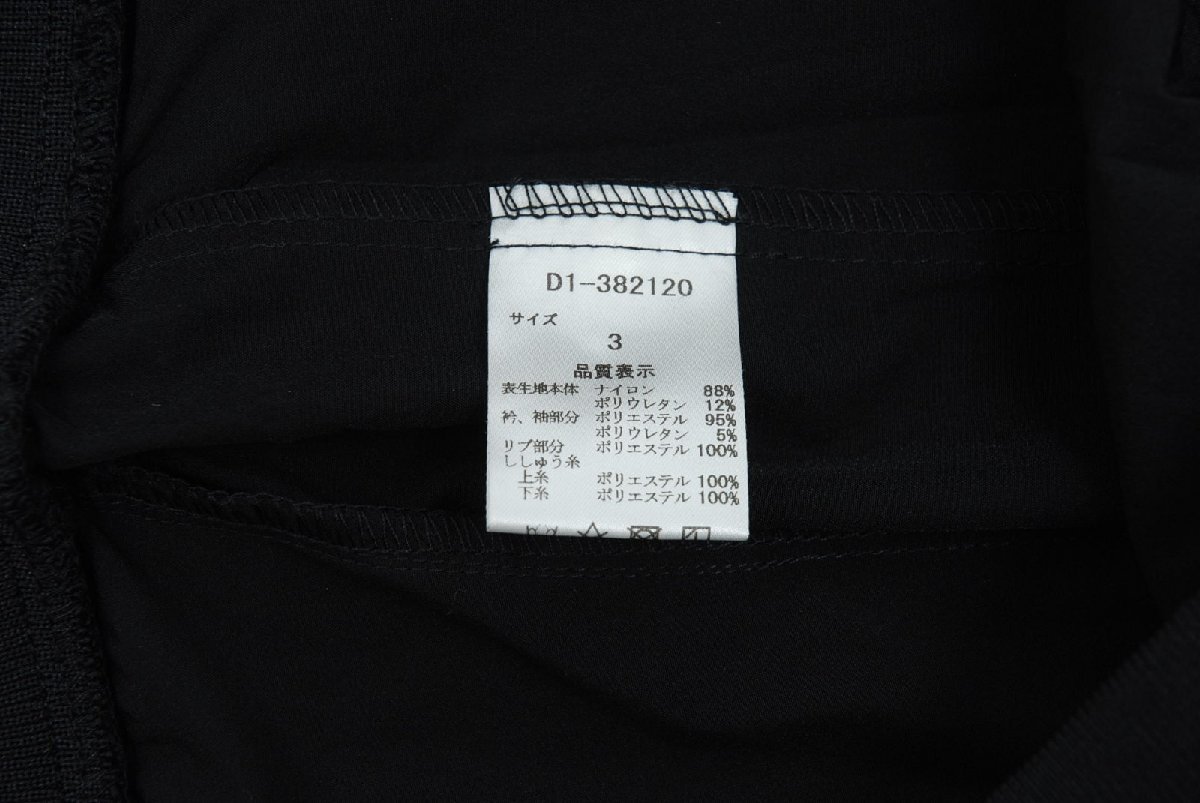 D1-382120
サイズ
3
品質表示
表生地本体 ナイロン 88%
ポリウレタン 12%
衿、袖部分 ポリエステル 95%
ポリウレタン 5%
リブ部分 ポリエステル 100%
ししゅう糸
上糸 ポリエステル 100%
下糸 ポリエステル 100%